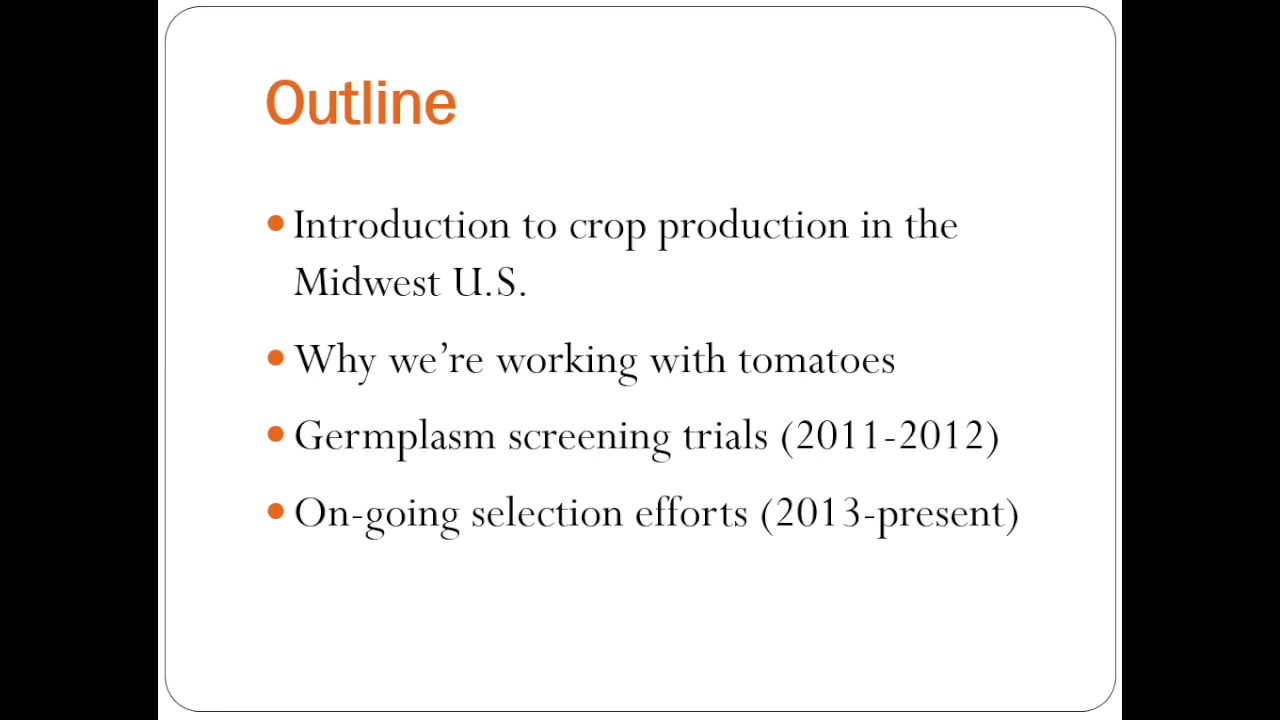 Outline
Introduction to crop production in the
Midwest U.S.
Why we’re working with tomatoes
Germplasm screening trials (2011-2012)
On-going selection efforts (2013-present)